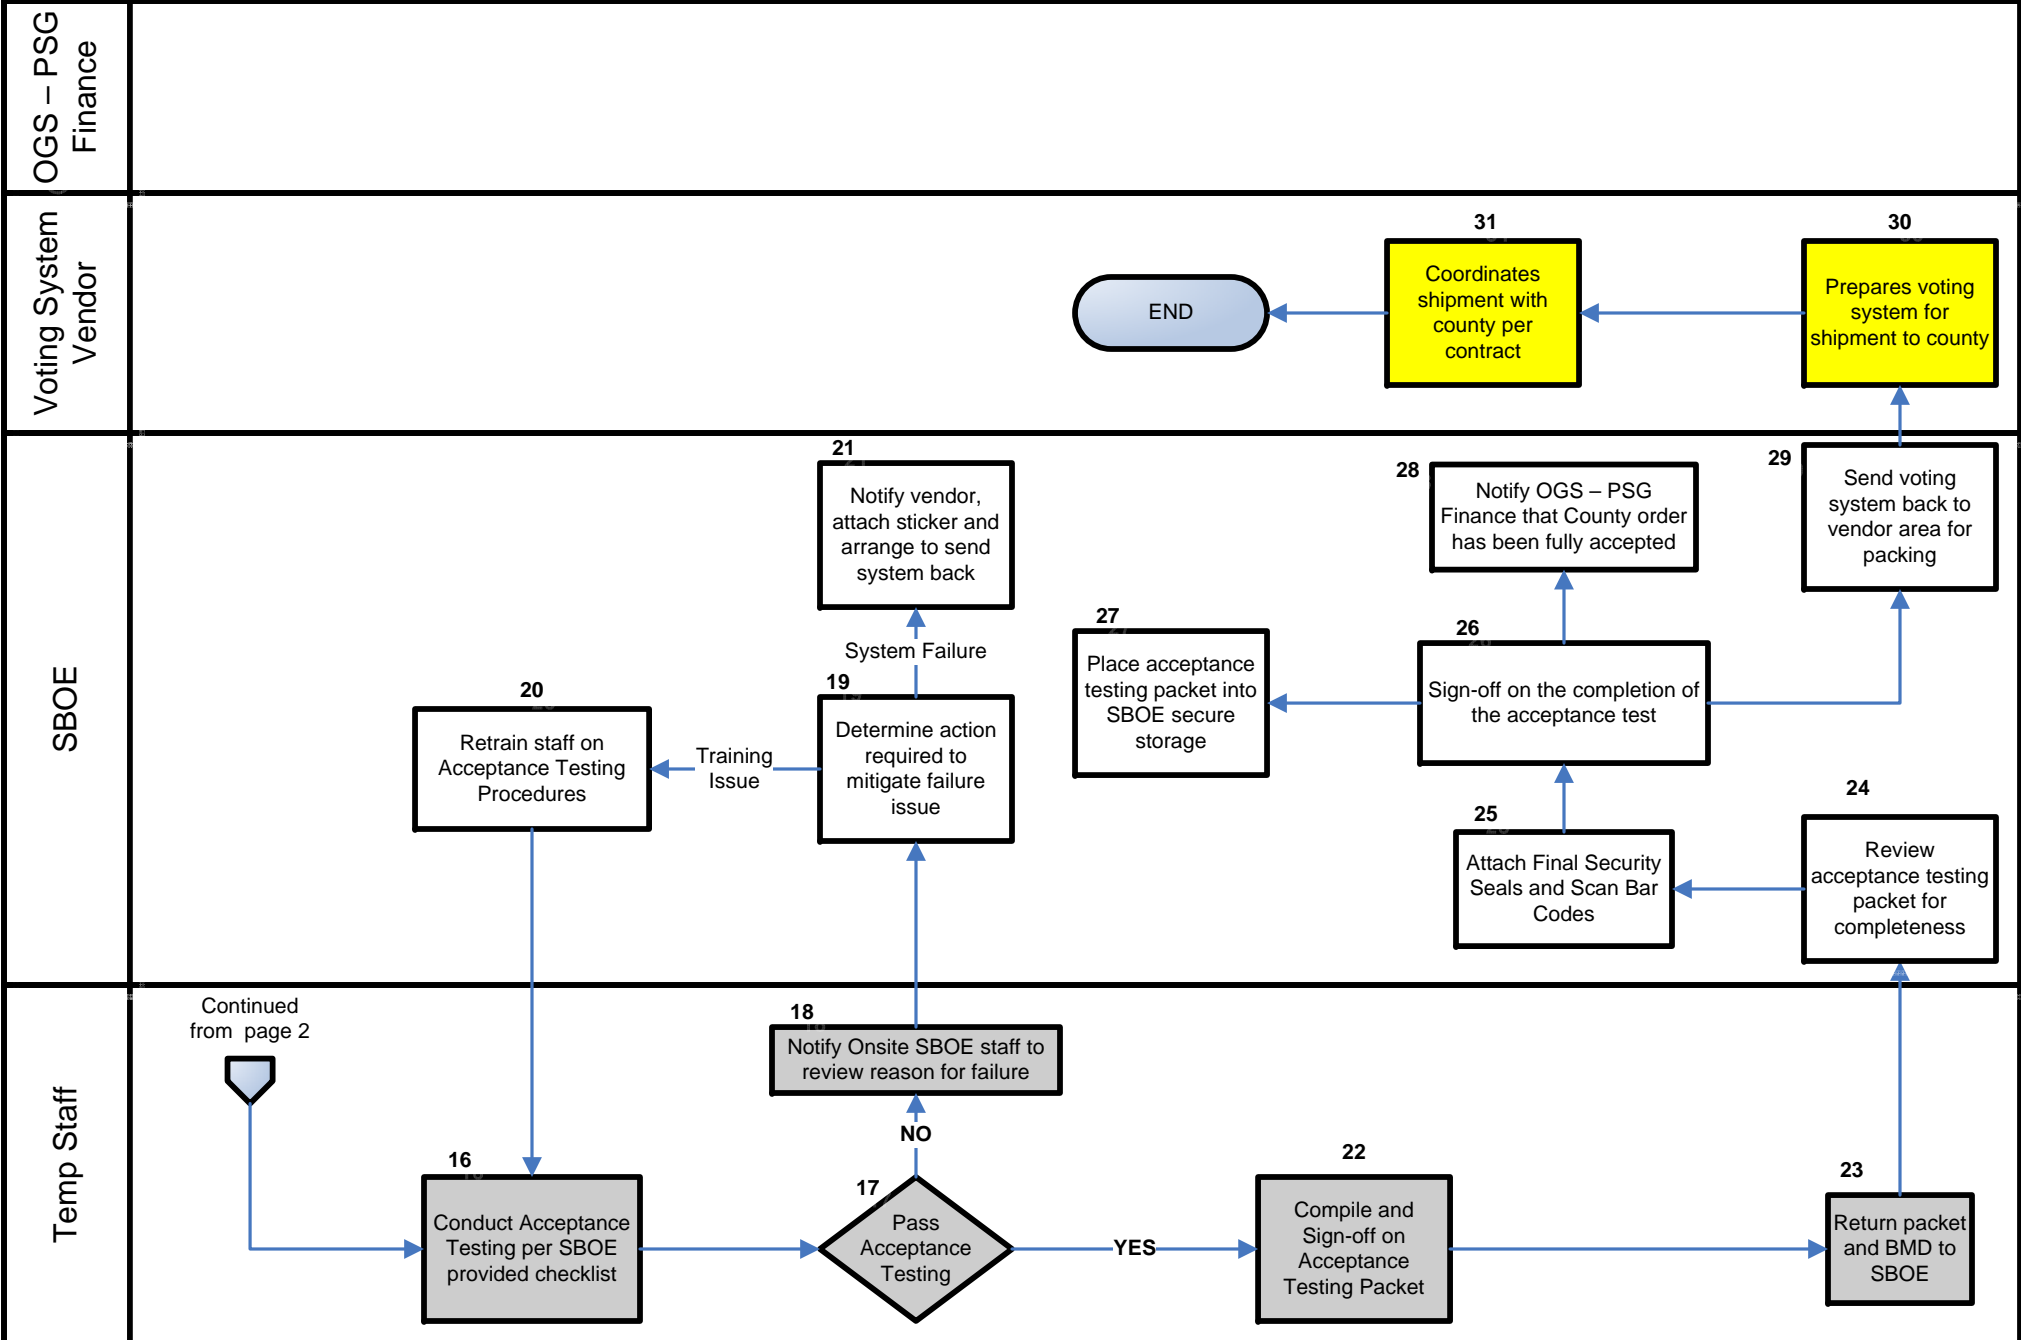 OGS – PSG
Finance
Voting System
Vendor
31
Coordinates
shipment with
county per
contract
30
Prepares voting
system for
shipment to county
END
SBOE
21
Notify vendor,
attach sticker and
arrange to send
system back
System Failure
28
Notify OGS – PSG
Finance that County order
has been fully accepted
29
Send voting
system back to
vendor area for
packing
27
Place acceptance
testing packet into
SBOE secure
storage
26
Sign-off on the completion of
the acceptance test
20
Retrain staff on
Acceptance Testing
Procedures
Training
Issue
19
Determine action
required to
mitigate failure
issue
25
Attach Final Security
Seals and Scan Bar
Codes
24
Review
acceptance testing
packet for
completeness
Temp Staff
Continued
from page 2
18
Notify Onsite SBOE staff to
review reason for failure
NO
16
Conduct Acceptance
Testing per SBOE
provided checklist
17
Pass
Acceptance
Testing
YES
22
Compile and
Sign-off on
Acceptance
Testing Packet
23
Return packet
and BMD to
SBOE